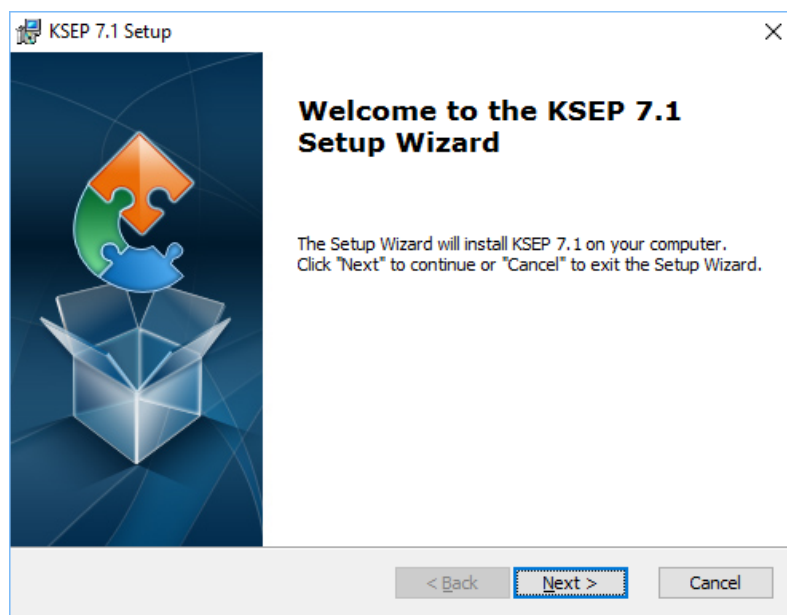 KSEP 7.1 Setup
Welcome to the KSEP 7.1
Setup Wizard
The Setup Wizard will install KSEP 7.1 on your computer.
Click "Next" to continue or "Cancel" to exit the Setup Wizard.
< Back
Next >
Cancel